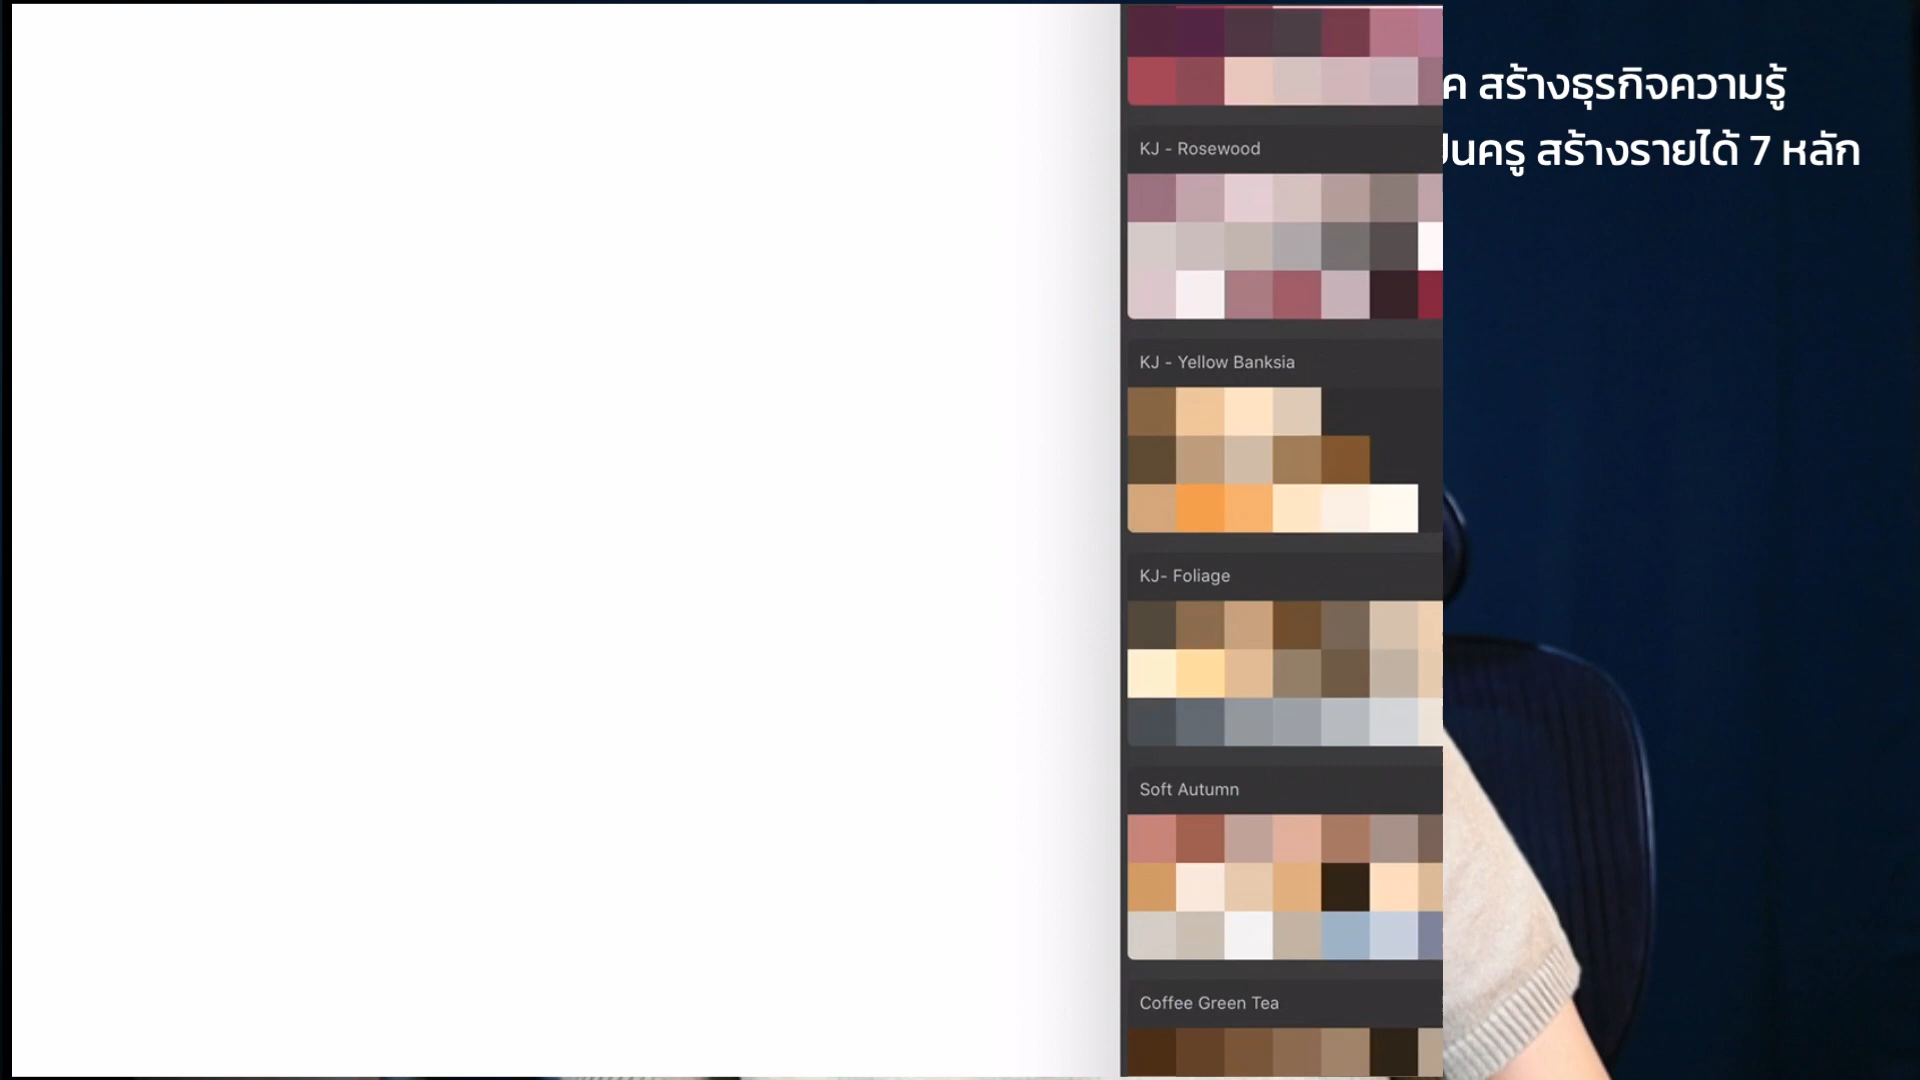 สร้างธุรกิจความรู้
สร้างรายได้ 7 หลัก
KJ - Rosewood
KJ - Yellow Banksia
KJ- Foliage
Soft Autumn
Coffee Green Tea